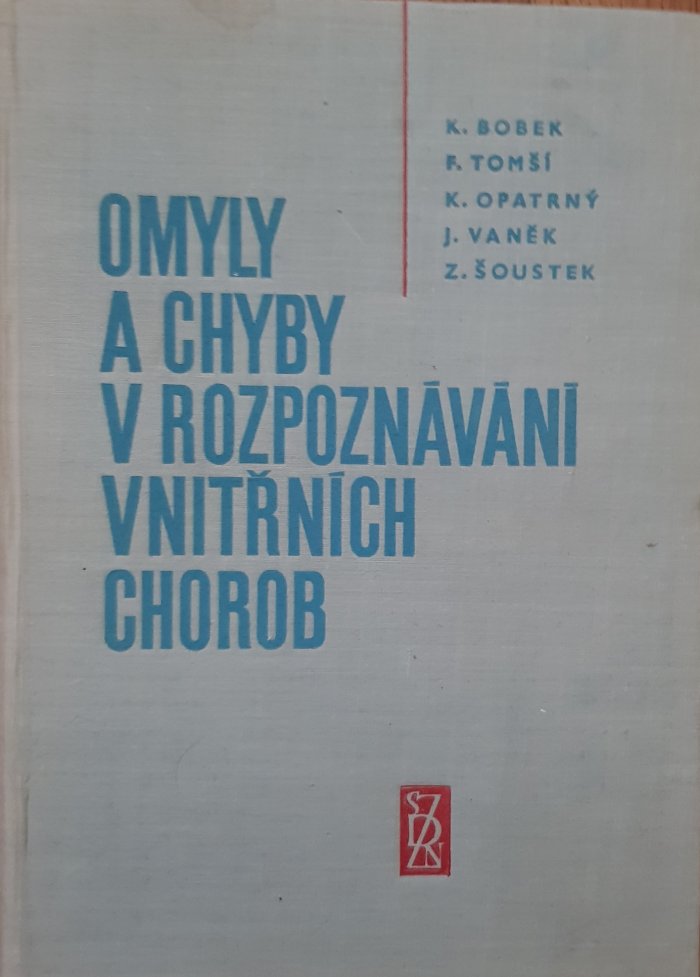 K. BOBEK
F. TOMŠÍ
K. OPATRNÝ
J. VANĚK
Z. ŠOUSTEK
OMYLY
A CHYBY
V ROZPOZNÁVÁNÍ
VNITŘNÍCH
CHOROB
SZDN